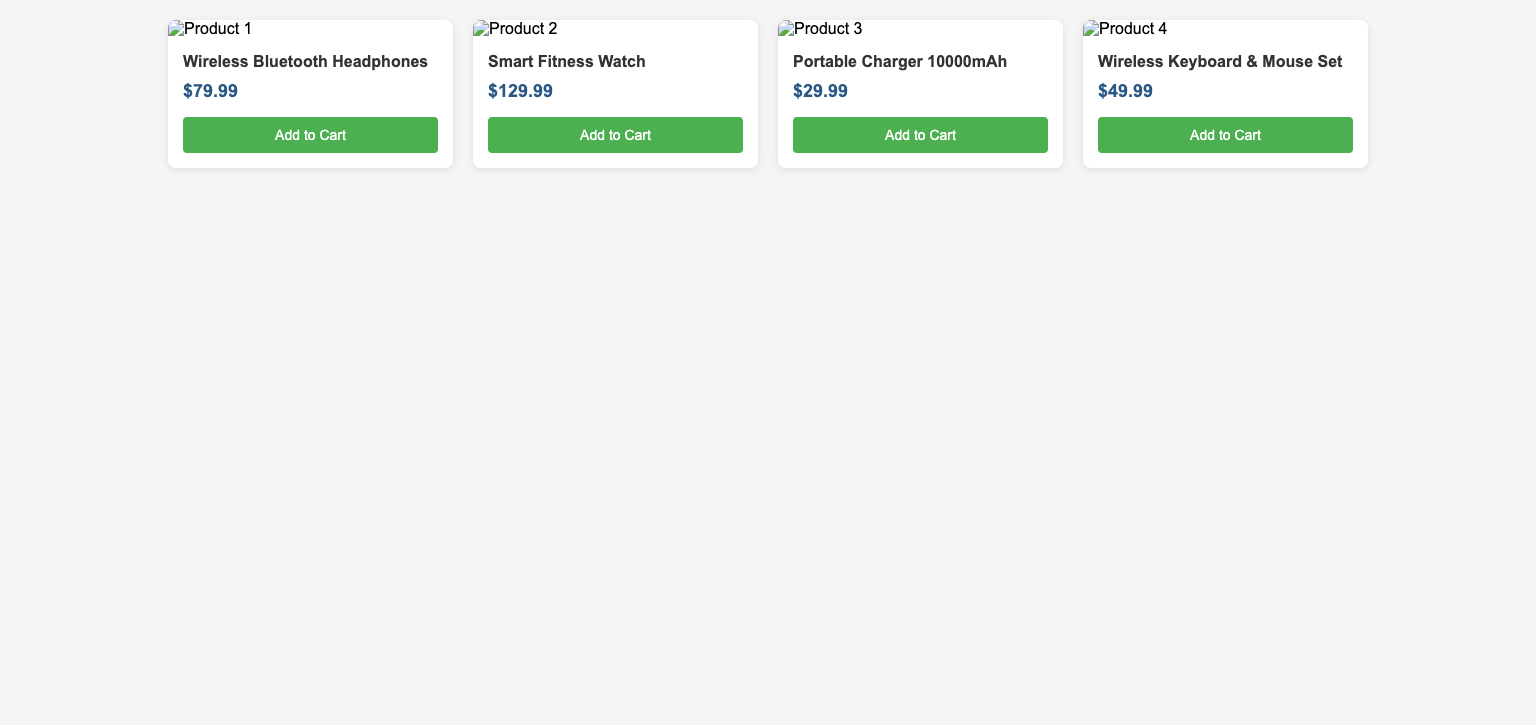 Product 1
Wireless Bluetooth Headphones
$79.99
Add to Cart
Product 2
Smart Fitness Watch
$129.99
Add to Cart
Product 3
Portable Charger 10000mAh
$29.99
Add to Cart
Product 4
Wireless Keyboard & Mouse Set
$49.99
Add to Cart